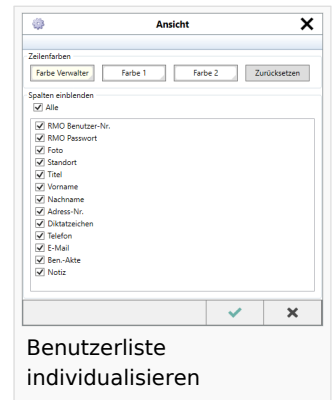 Ansicht
Zeilenfarben
Farbe Verwalter Farbe 1 Farbe 2 Zurücksetzen
Spalten einblenden
Alle
RMO Benutzer-Nr.
RMO Passwort
Foto
Standort
Titel
Vorname
Nachname
Adress-Nr.
Diktatzeichen
Telefon
E-Mail
Ben.-Akte
Notiz
Benutzerliste
individualisieren